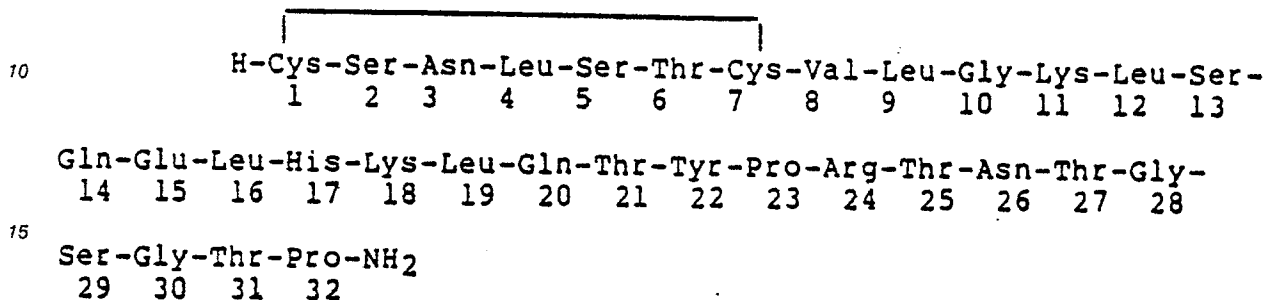 10 H-Cys-Ser-Asn-Leu-Ser-Thr-Cys-Val-Leu-Gly-Lys-Leu-Ser-
1 2 3 4 5 6 7 8 9 10 11 12 13
Gln-Glu-Leu-His-Lys-Leu-Gln-Thr-Tyr-Pro-Arg-Thr-Asn-Thr-Gly-
14 15 16 17 18 19 20 21 22 23 24 25 26 27 28
15
Ser-Gly-Thr-Pro-NH2
29 30 31 32